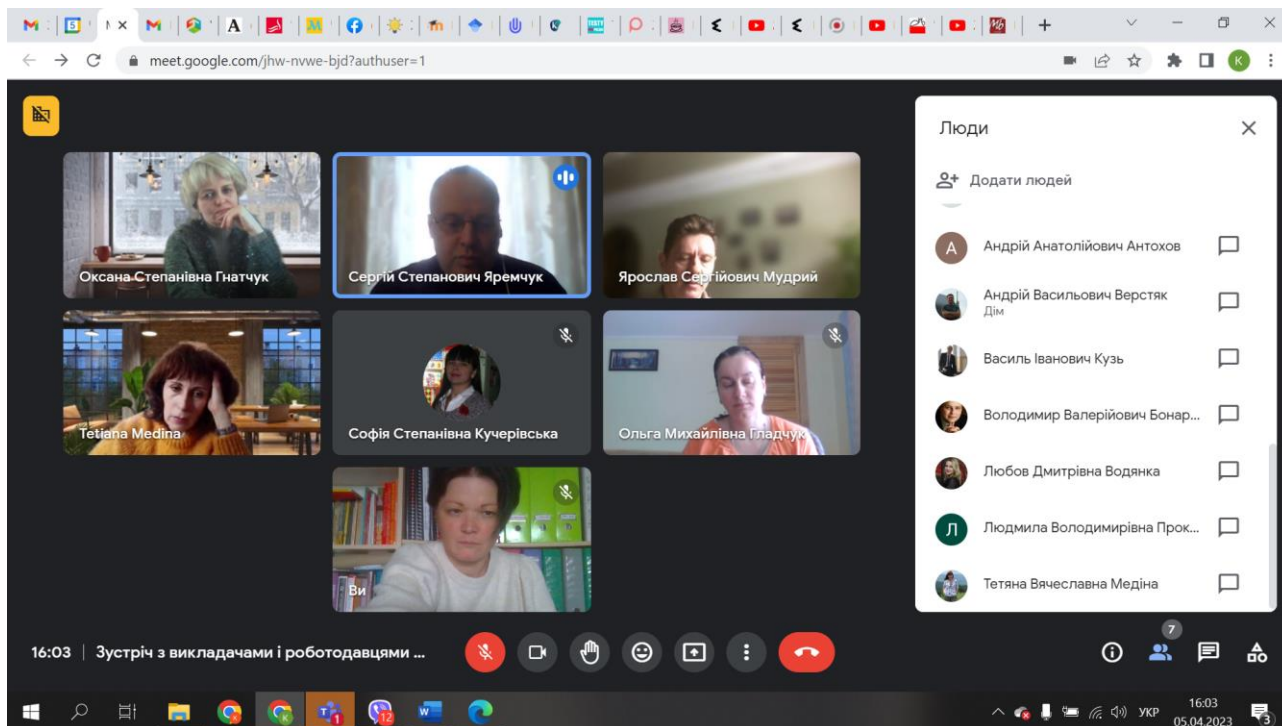 meet.google.com/jhw-nvwe-bjd?authuser=1
K
Люди
Додати людей
А
Андрій Анатолійович Антохов
Андрій Васильович Верстяк
Дім
Василь Іванович Кузь
Володимир Валерійович Бонар...
Любов Дмитрівна Водянка
Л
Людмила Володимирівна Прок...
Тетяна Вячеславна Медіна
Оксана Степанівна Гнатчук
Сергій Степанович Яремчук
Ярослав Сергійович Мудрий
Tetiana Medina
Софія Степанівна Кучерівська
Ольга Михайлівна Гладчук
Ви
16:03 | Зустріч з викладачами і роботодавцями ...
7
УКР
16:03
05.04.2023